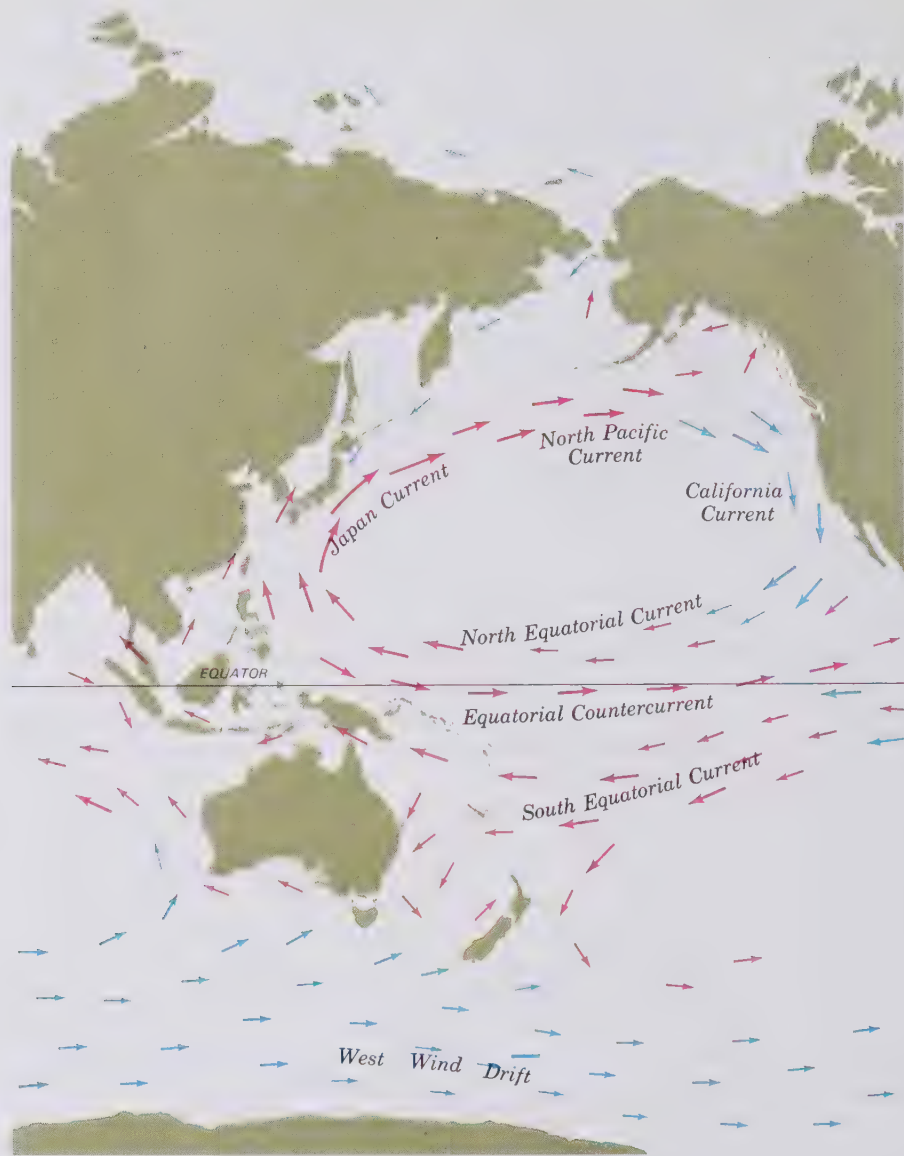 North Pacific
Current
Japan Current
California
Current
North Equatorial Current
EQUATOR
Equatorial Countercurrent
South Equatorial Current
West Wind Drift